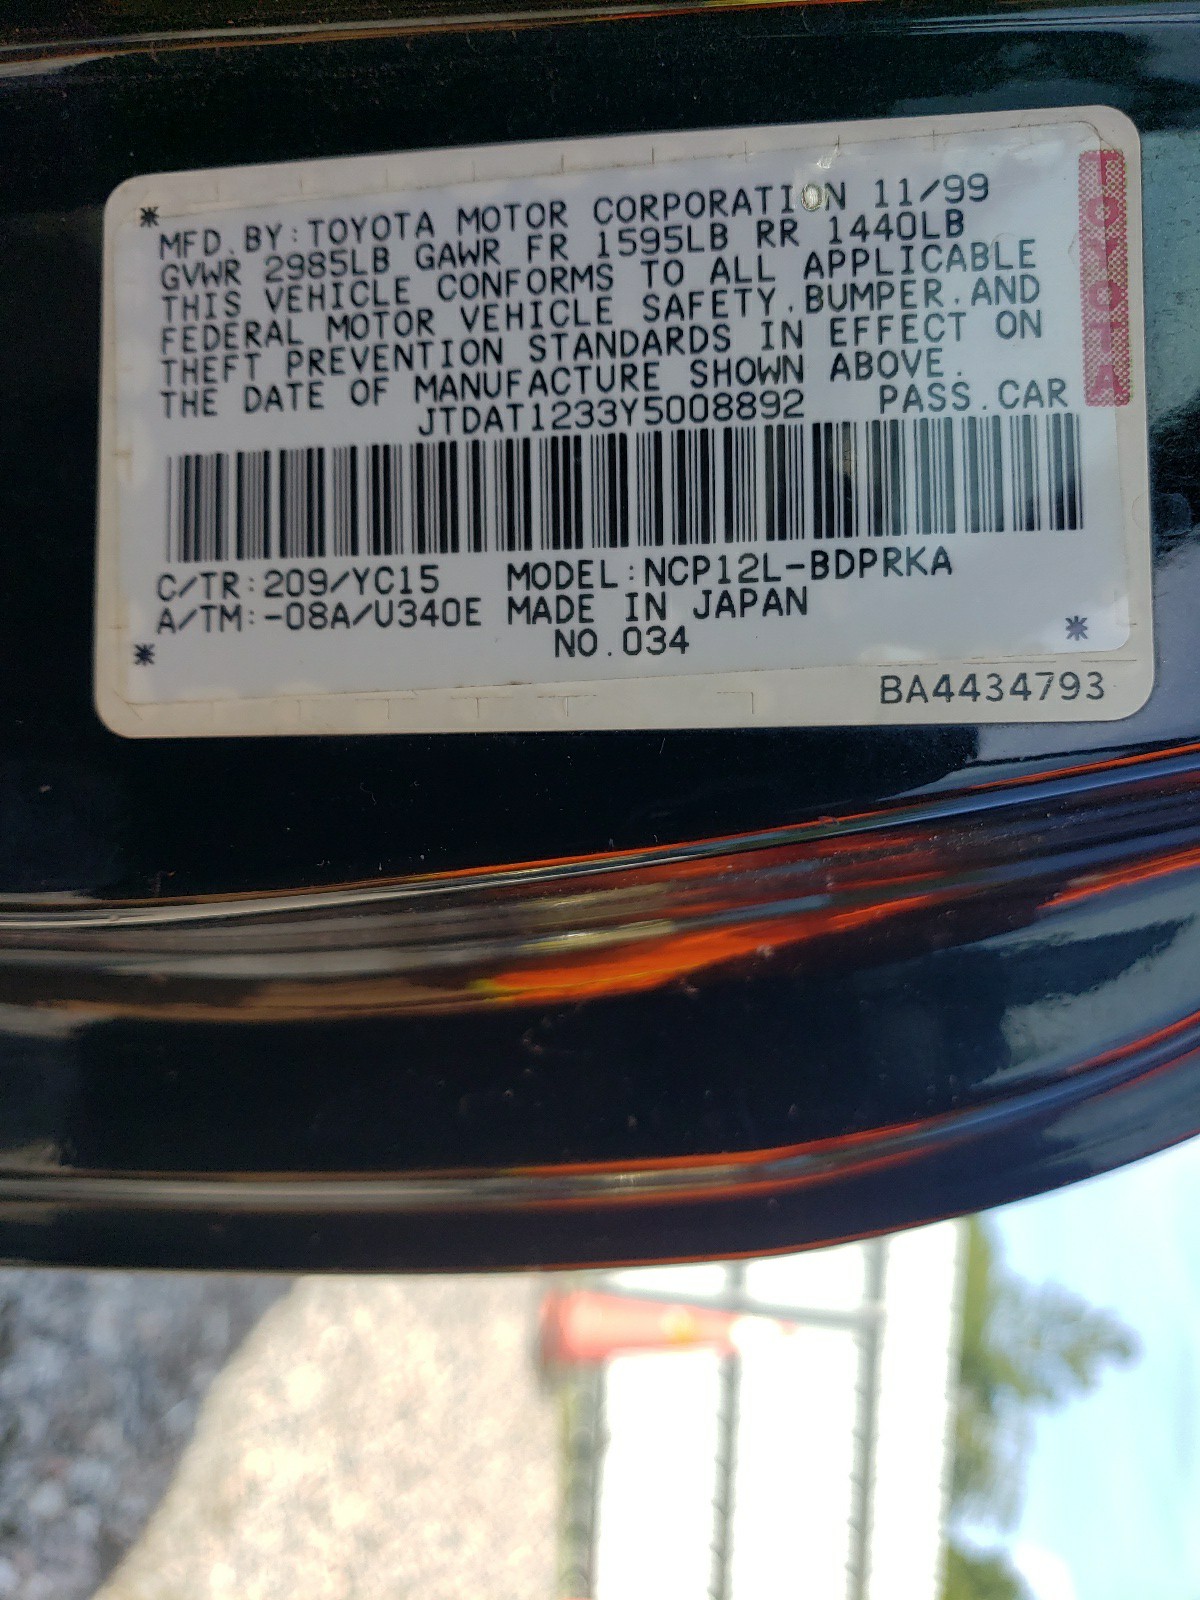 MFD. BY: TOYOTA MOTOR CORPORATION 11/99
GVWR 2985LB GAWR FR 1595LB RR 1440LB
THIS VEHICLE CONFORMS TO ALL APPLICABLE
FEDERAL MOTOR VEHICLE SAFETY. BUMPER. AND
THEFT PREVENTION STANDARDS IN EFFECT ON
THE DATE OF MANUFACTURE SHOWN ABOVE.
JTDAT1233Y5008892 PASS. CAR
C/TR: 209/YC15 MODEL: NCP12L-BDPRKA
A/TM: -08A/U340E MADE IN JAPAN
NO. 034
BA4434793
TOYOTA